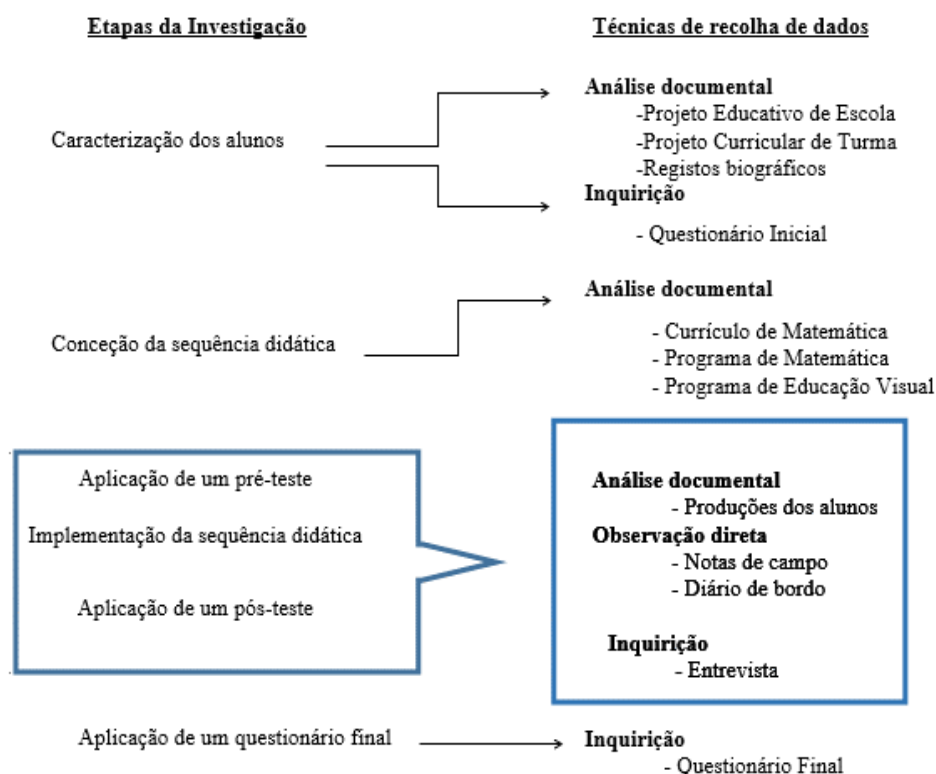 Etapas da Investigação
Técnicas de recolha de dados
Caracterização dos alunos
Análise documental
-Projeto Educativo de Escola
-Projeto Curricular de Turma
-Registos biográficos
Inquirição
- Questionário Inicial
Conceção da sequência didática
Análise documental
- Currículo de Matemática
- Programa de Matemática
- Programa de Educação Visual
Aplicação de um pré-teste
Implementação da sequência didática
Aplicação de um pós-teste
Análise documental
- Produções dos alunos
Observação direta
- Notas de campo
- Diário de bordo
Inquirição
- Entrevista
Aplicação de um questionário final
Inquirição
- Questionário Final